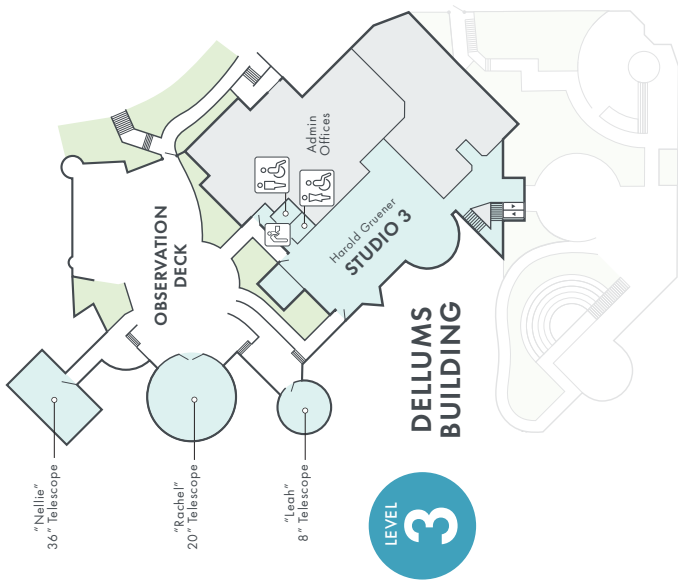 OBSERVATION
DECK
Admin
Offices
Harold Gruener
STUDIO 3
"Nellie"
36" Telescope
"Rachel"
20" Telescope
"Leah"
8" Telescope
DELLUMS
BUILDING
LEVEL
3